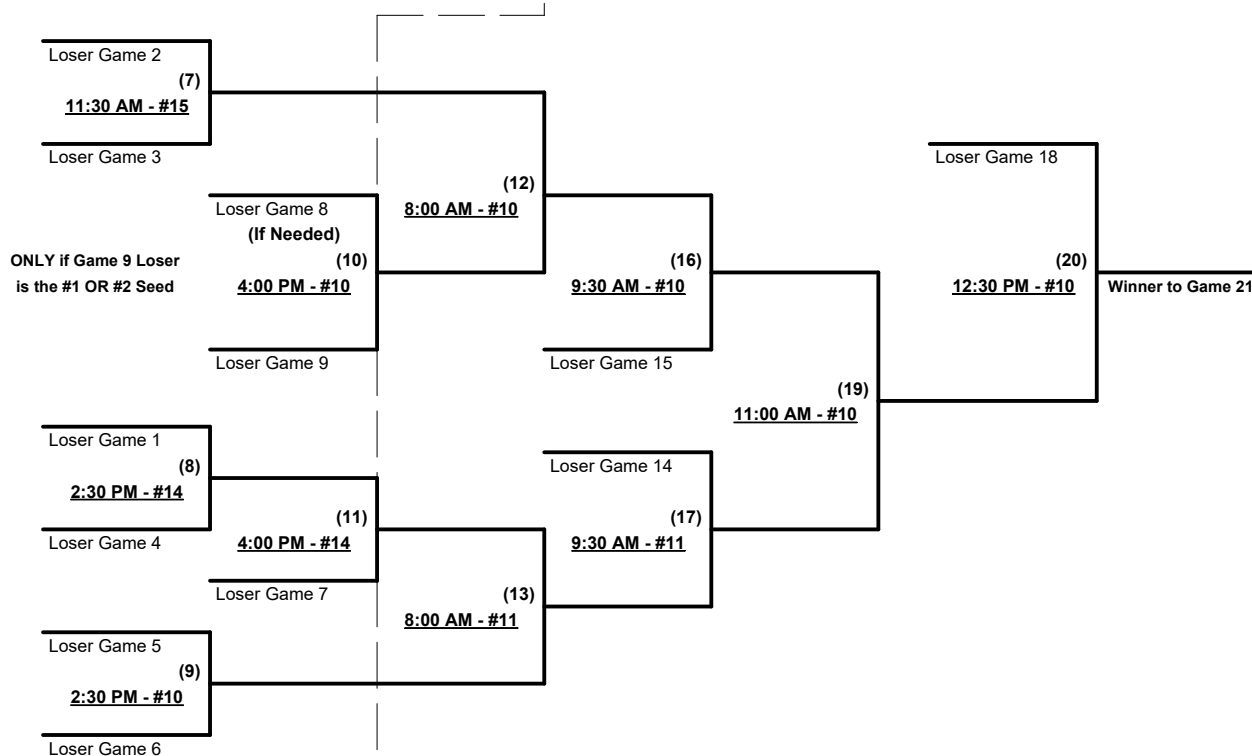 Loser Game 2
(7)
11:30 AM - #15
Loser Game 3
Loser Game 18
(12)
8:00 AM - #10
Loser Game 8
(If Needed)
ONLY if Game 9 Loser
is the #1 OR #2 Seed
(10)
4:00 PM - #10
(16)
9:30 AM - #10
(20)
12:30 PM - #10
Winner to Game 21
Loser Game 9
Loser Game 15
(19)
11:00 AM - #10
Loser Game 1
(8)
2:30 PM - #14
Loser Game 14
Loser Game 4
(11)
4:00 PM - #14
(17)
9:30 AM - #11
Loser Game 7
(13)
8:00 AM - #11
Loser Game 5
(9)
2:30 PM - #10
Loser Game 6